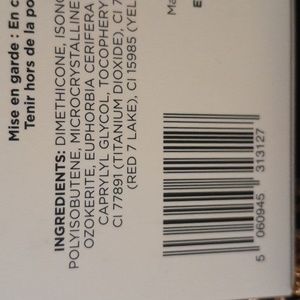 Mise en garde : En c
Tenir hors de la po
INGREDIENTS: DIMETHICONE, ISONO
POLYISOBUTENE, MICROCRYSTALLINE
OZOKERITE, EUPHORBIA CERIFERA
CAPRYLYL GLYCOL, TOCOPHERY
CI 77891 (TITANIUM DIOXIDE), CI 7
(RED 7 LAKE), CI 15985 (YEL
Ma
E
5 060945 313127